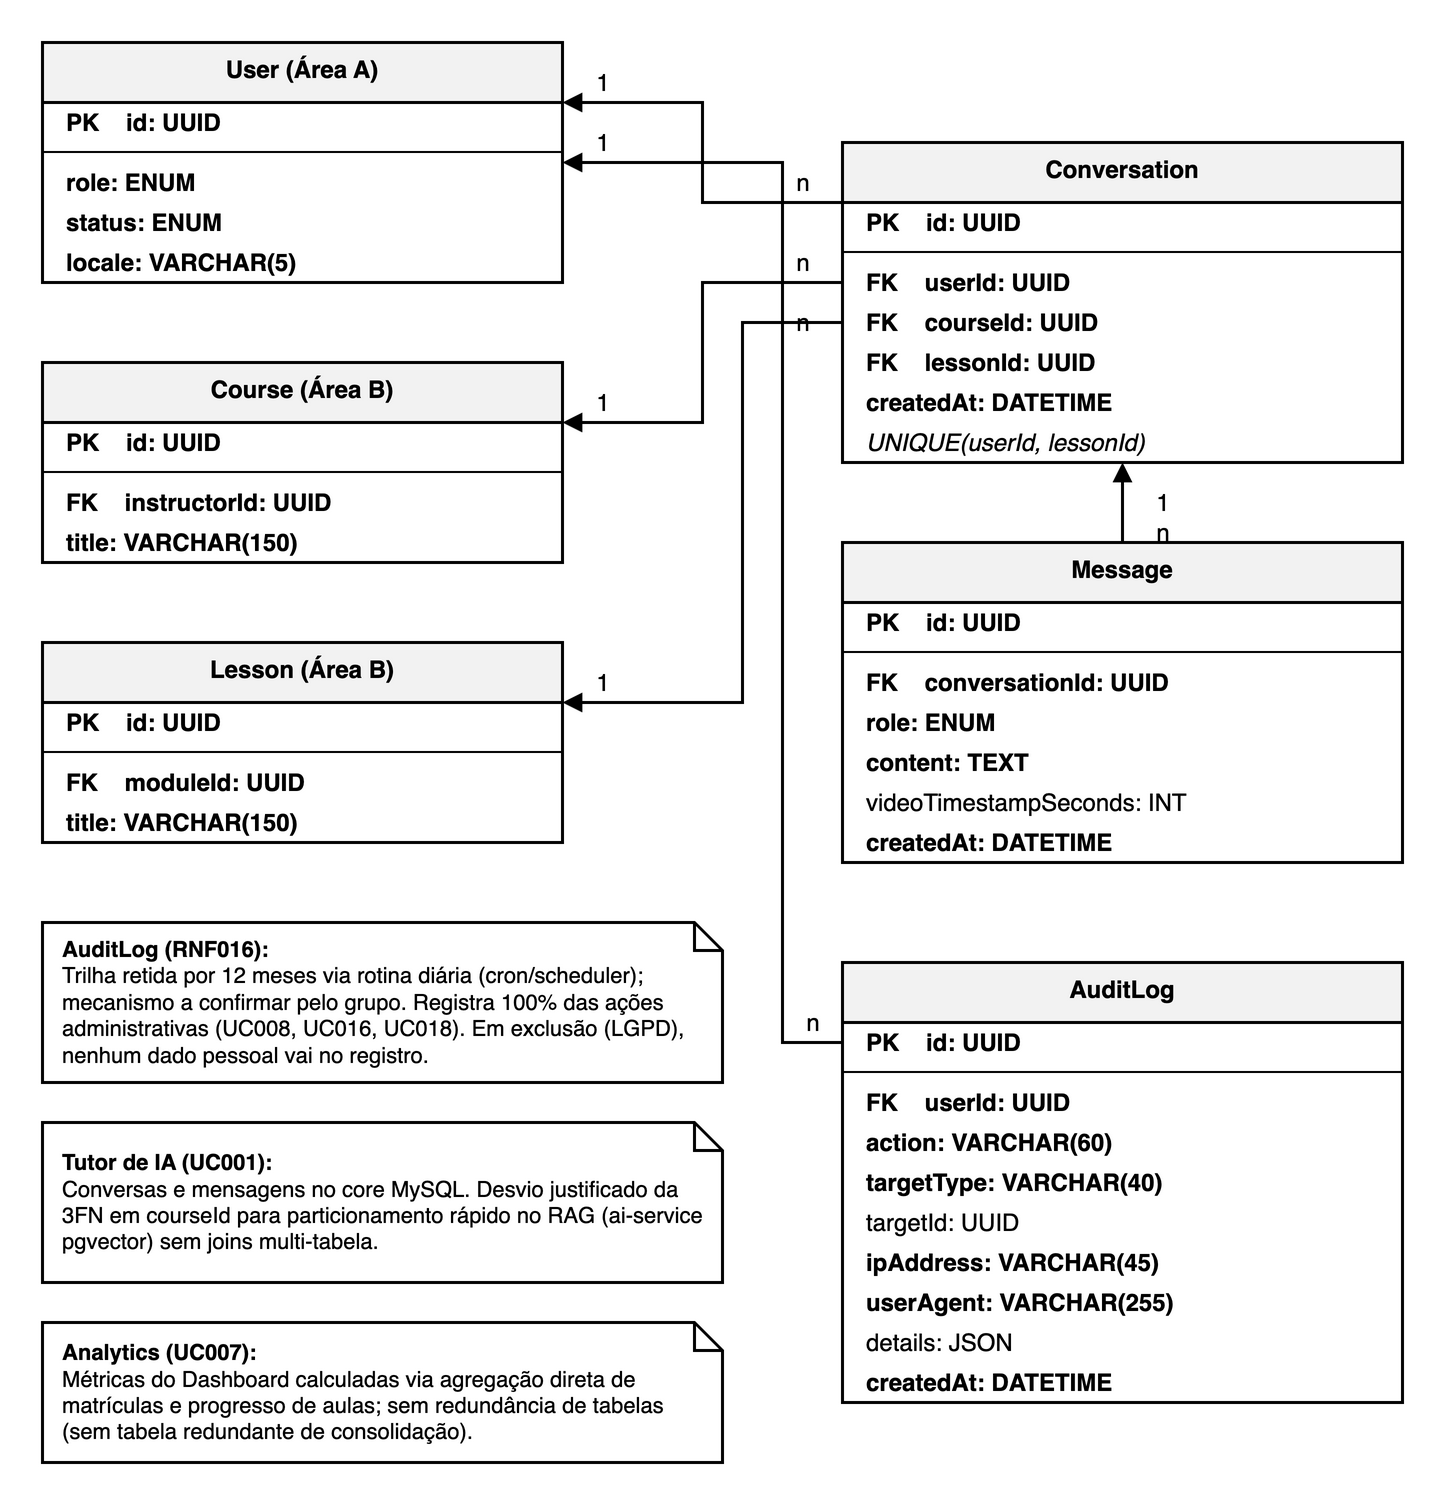 User (Área A)
PK id: UUID
role: ENUM
status: ENUM
locale: VARCHAR(5)
1
1
n
n
n
1
1
n
Conversation
PK id: UUID
FK userId: UUID
FK courseId: UUID
FK lessonId: UUID
createdAt: DATETIME
UNIQUE(userId, lessonId)
1
n
Course (Área B)
PK id: UUID
FK instructorId: UUID
title: VARCHAR(150)
Message
PK id: UUID
FK conversationId: UUID
role: ENUM
content: TEXT
videoTimestampSeconds: INT
createdAt: DATETIME
Lesson (Área B)
PK id: UUID
FK moduleId: UUID
title: VARCHAR(150)
AuditLog (RNF016):
Trilha retida por 12 meses via rotina diária (cron/scheduler);
mecanismo a confirmar pelo grupo. Registra 100% das ações
administrativas (UC008, UC016, UC018). Em exclusão (LGPD),
nenhum dado pessoal vai no registro.
Tutor de IA (UC001):
Conversas e mensagens no core MySQL. Desvio justificado da
3FN em courseId para particionamento rápido no RAG (ai-service
pgvector) sem joins multi-tabela.
Analytics (UC007):
Métricas do Dashboard calculadas via agregação direta de
matrículas e progresso de aulas; sem redundância de tabelas
(sem tabela redundante de consolidação).
AuditLog
PK id: UUID
FK userId: UUID
action: VARCHAR(60)
targetType: VARCHAR(40)
targetId: UUID
ipAddress: VARCHAR(45)
userAgent: VARCHAR(255)
details: JSON
createdAt: DATETIME